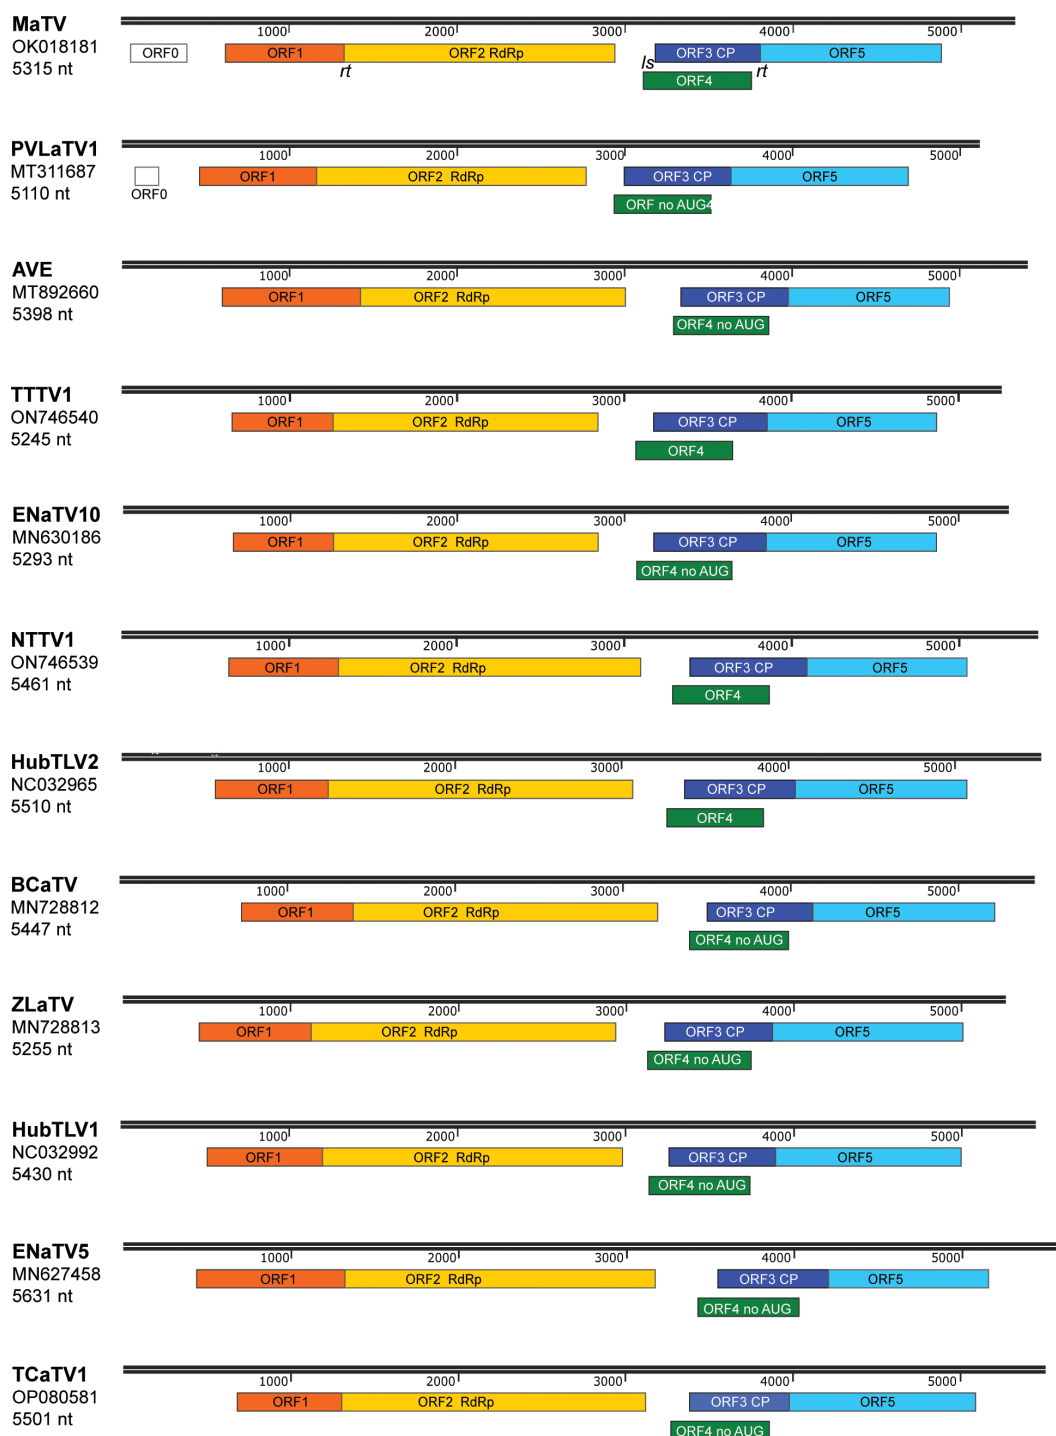 MaTV
OK018181
5315 nt
1000 2000 3000 4000 5000
ORF0 ORF1 ORF2 RdRp ORF3 CP ORF5
rt ls rt
ORF4
PVLaTV1
MT311687
5110 nt
1000 2000 3000 4000 5000
ORF1 ORF2 RdRp ORF3 CP ORF5
ORF0 ORF no AUG4
AVE
MT892660
5398 nt
1000 2000 3000 4000 5000
ORF1 ORF2 RdRp ORF3 CP ORF5
ORF4 no AUG
TTTV1
ON746540
5245 nt
1000 2000 3000 4000 5000
ORF1 ORF2 RdRp ORF3 CP ORF5
ORF4
ENaTV10
MN630186
5293 nt
1000 2000 3000 4000 5000
ORF1 ORF2 RdRp ORF3 CP ORF5
ORF4 no AUG
NTTV1
ON746539
5461 nt
1000 2000 3000 4000 5000
ORF1 ORF2 RdRp ORF3 CP ORF5
ORF4
HubTLV2
NC032965
5510 nt
1000 2000 3000 4000 5000
ORF1 ORF2 RdRp ORF3 CP ORF5
ORF4
BCaTV
MN728812
5447 nt
1000 2000 3000 4000 5000
ORF1 ORF2 RdRp ORF3 CP ORF5
ORF4 no AUG
ZLaTV
MN728813
5255 nt
1000 2000 3000 4000 5000
ORF1 ORF2 RdRp ORF3 CP ORF5
ORF4 no AUG
HubTLV1
NC032992
5430 nt
1000 2000 3000 4000 5000
ORF1 ORF2 RdRp ORF3 CP ORF5
ORF4 no AUG
ENaTV5
MN627458
5631 nt
1000 2000 3000 4000 5000
ORF1 ORF2 RdRp ORF3 CP ORF5
ORF4 no AUG
TCaTV1
OP080581
5501 nt
1000 2000 3000 4000 5000
ORF1 ORF2 RdRp ORF3 CP ORF5
ORF4 no AUG